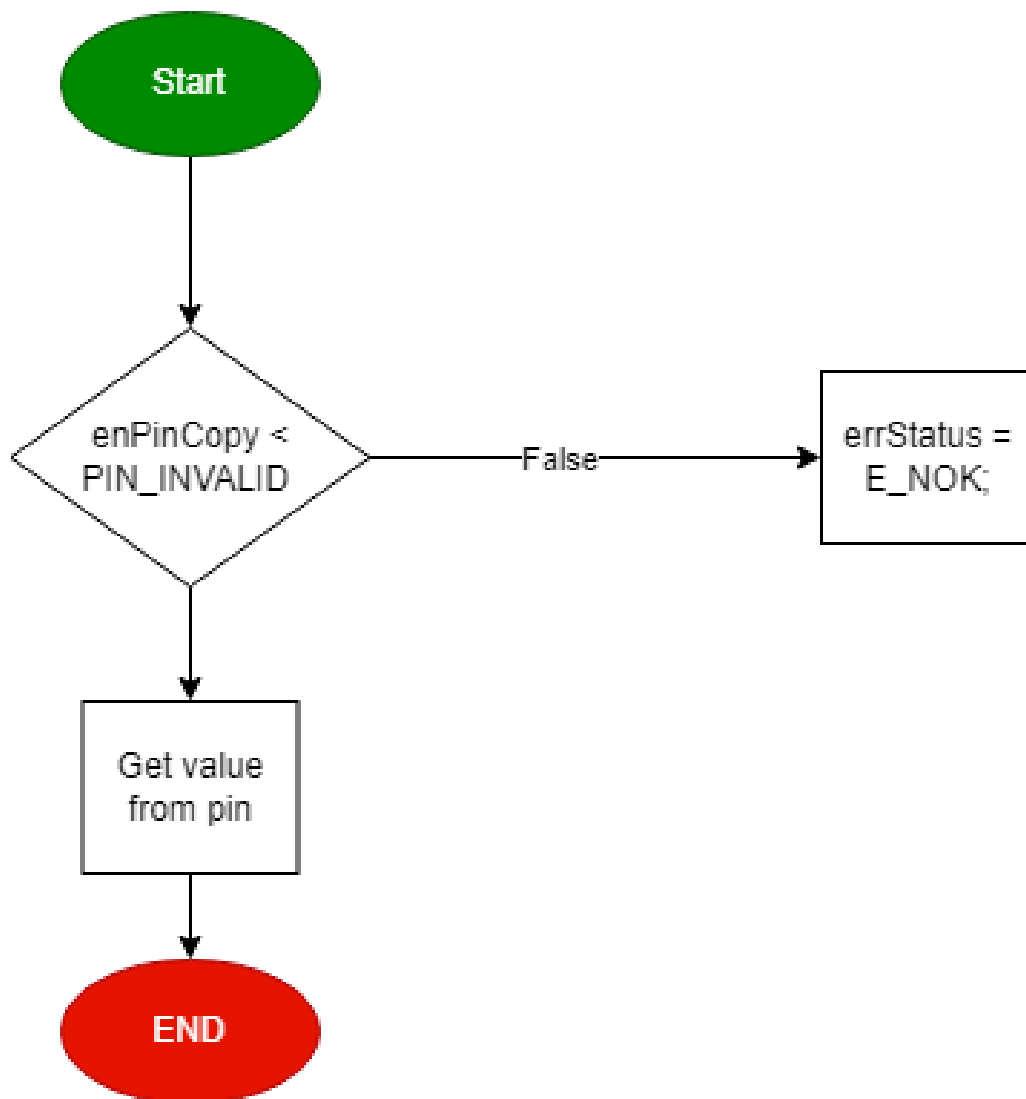 Start
enPinCopy <
PIN_INVALID
False
errStatus =
E_NOK;
Get value
from pin
END